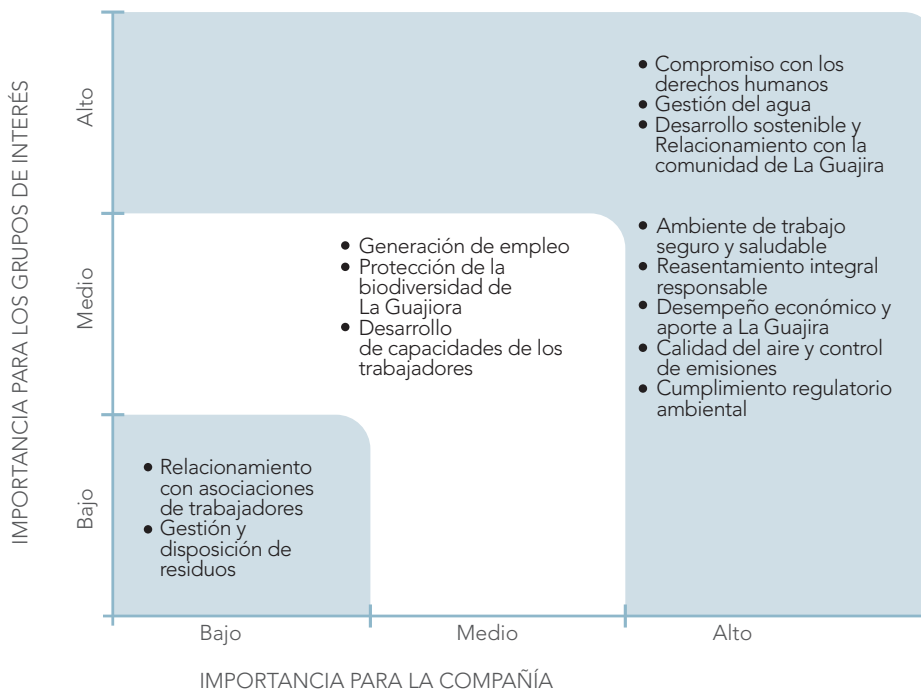 IMPORTANCIA PARA LOS GRUPOS DE INTERÉS
Alto
• Compromiso con los
derechos humanos
• Gestión del agua
• Desarrollo sostenible y
Relacionamiento con la
comunidad de La Guajira
Medio
• Generación de empleo
• Protección de la
biodiversidad de
La Guajiora
• Desarrollo
de capacidades de los
trabajadores
• Ambiente de trabajo
seguro y saludable
• Reasentamiento integral
responsable
• Desempeño económico y
aporte a La Guajira
• Calidad del aire y control
de emisiones
• Cumplimiento regulatorio
ambiental
Bajo
• Relacionamiento
con asociaciones
de trabajadores
• Gestión y
disposición de
residuos
Bajo
Medio
Alto
IMPORTANCIA PARA LA COMPAÑÍA